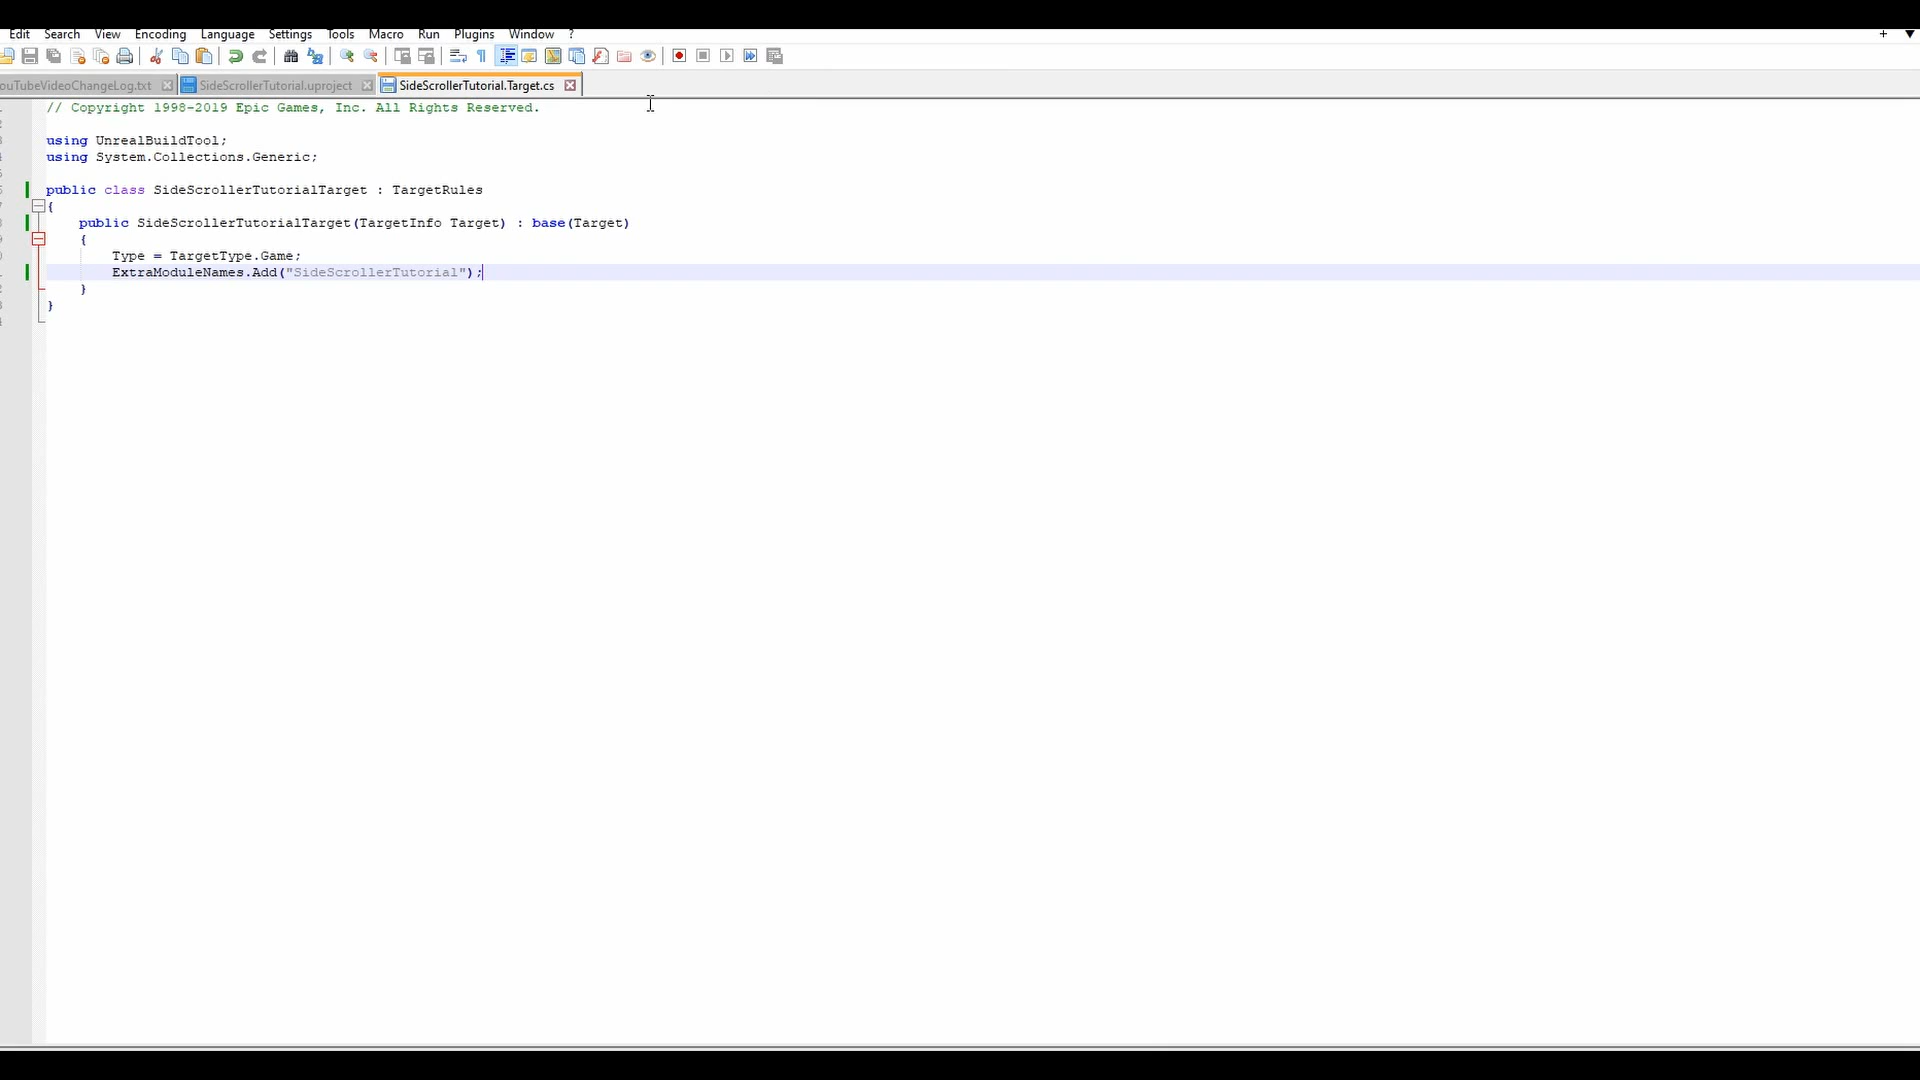 Edit Search View Encoding Language Settings Tools Macro Run Plugins Window ? +
ouTubeVideoChangeLog.txt SideScrollerTutorial.uproject SideScrollerTutorial.Target.cs
// Copyright 1998-2019 Epic Games, Inc. All Rights Reserved.
using UnrealBuildTool;
using System.Collections.Generic;
public class SideScrollerTutorialTarget : TargetRules
{
public SideScrollerTutorialTarget(TargetInfo Target) : base(Target)
{
Type = TargetType.Game;
ExtraModuleNames.Add("SideScrollerTutorial");
}
}